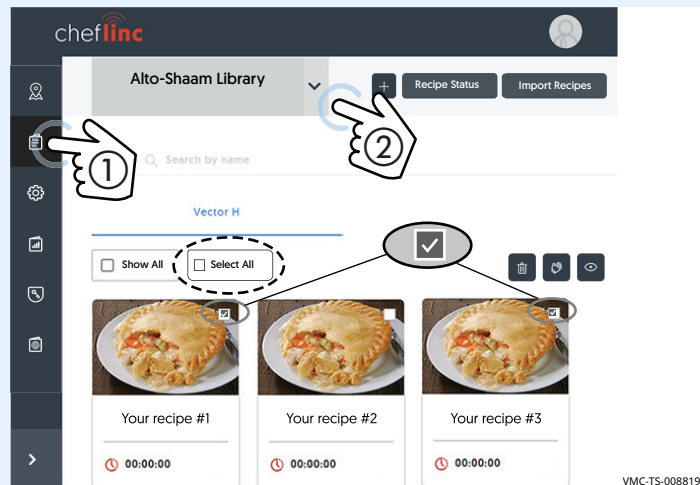 cheflinc
Alto-Shaam Library
Recipe Status
Import Recipes
1
2
Search by name
Vector H
Show All
Select All
Your recipe #1
Your recipe #2
Your recipe #3
00:00:00
00:00:00
00:00:00
VMC-TS-008819